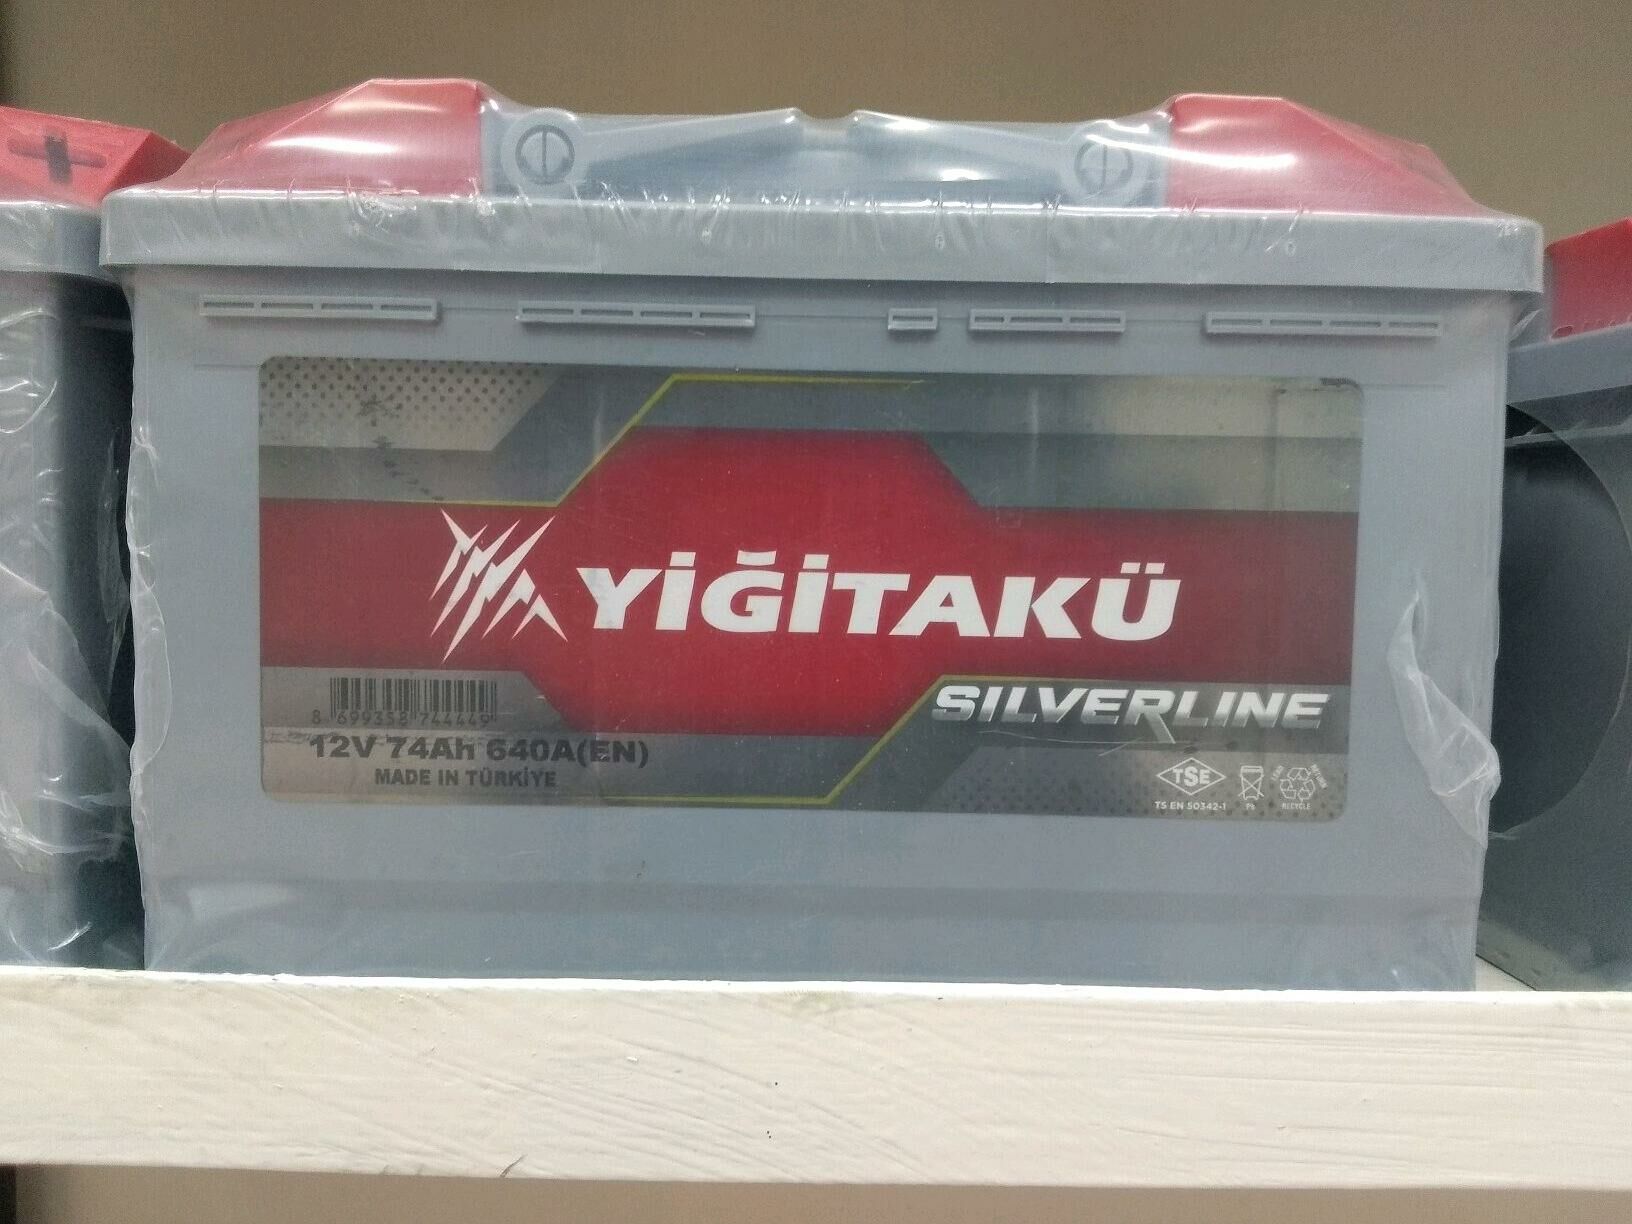 YİĞİTAKÜ
SILVERLINE
8 699358 744449
12V 74Ah 640A(EN)
MADE IN TÜRKİYE
TSE
TS EN 50342-1
Pb
RECYCLE